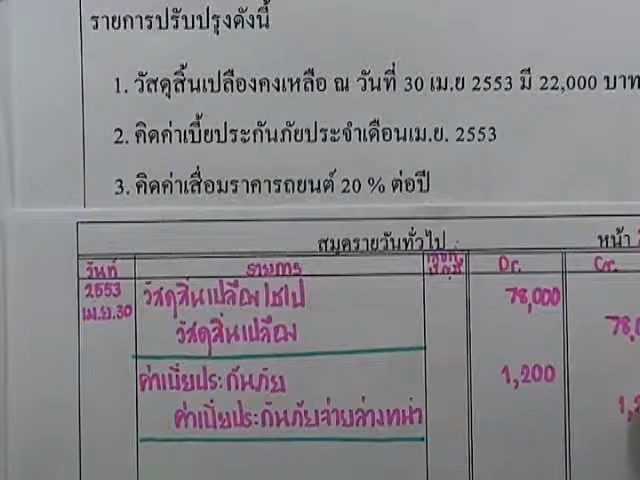 รายการปรับปรุงดังนี้
1. วัสดุสิ้นเปลืองคงเหลือ ณ วันที่ 30 เม.ย 2553 มี 22,000 บาท
2. คิดค่าเบี้ยประกันภัยประจำเดือนเม.ย. 2553
3. คิดค่าเสื่อมราคารถยนต์ 20 % ต่อปี
สมุดรายวันทั่วไป หน้า
วันที่ รายการ Dr. Cr.
2553 วัสดุสิ้นเปลืองใช้ไป 78,000
เม.ย.30 วัสดุสิ้นเปลือง
ค่าเบี้ยประกันภัย 1,200
ค่าเบี้ยประกันภัยจ่ายล่วงหน้า